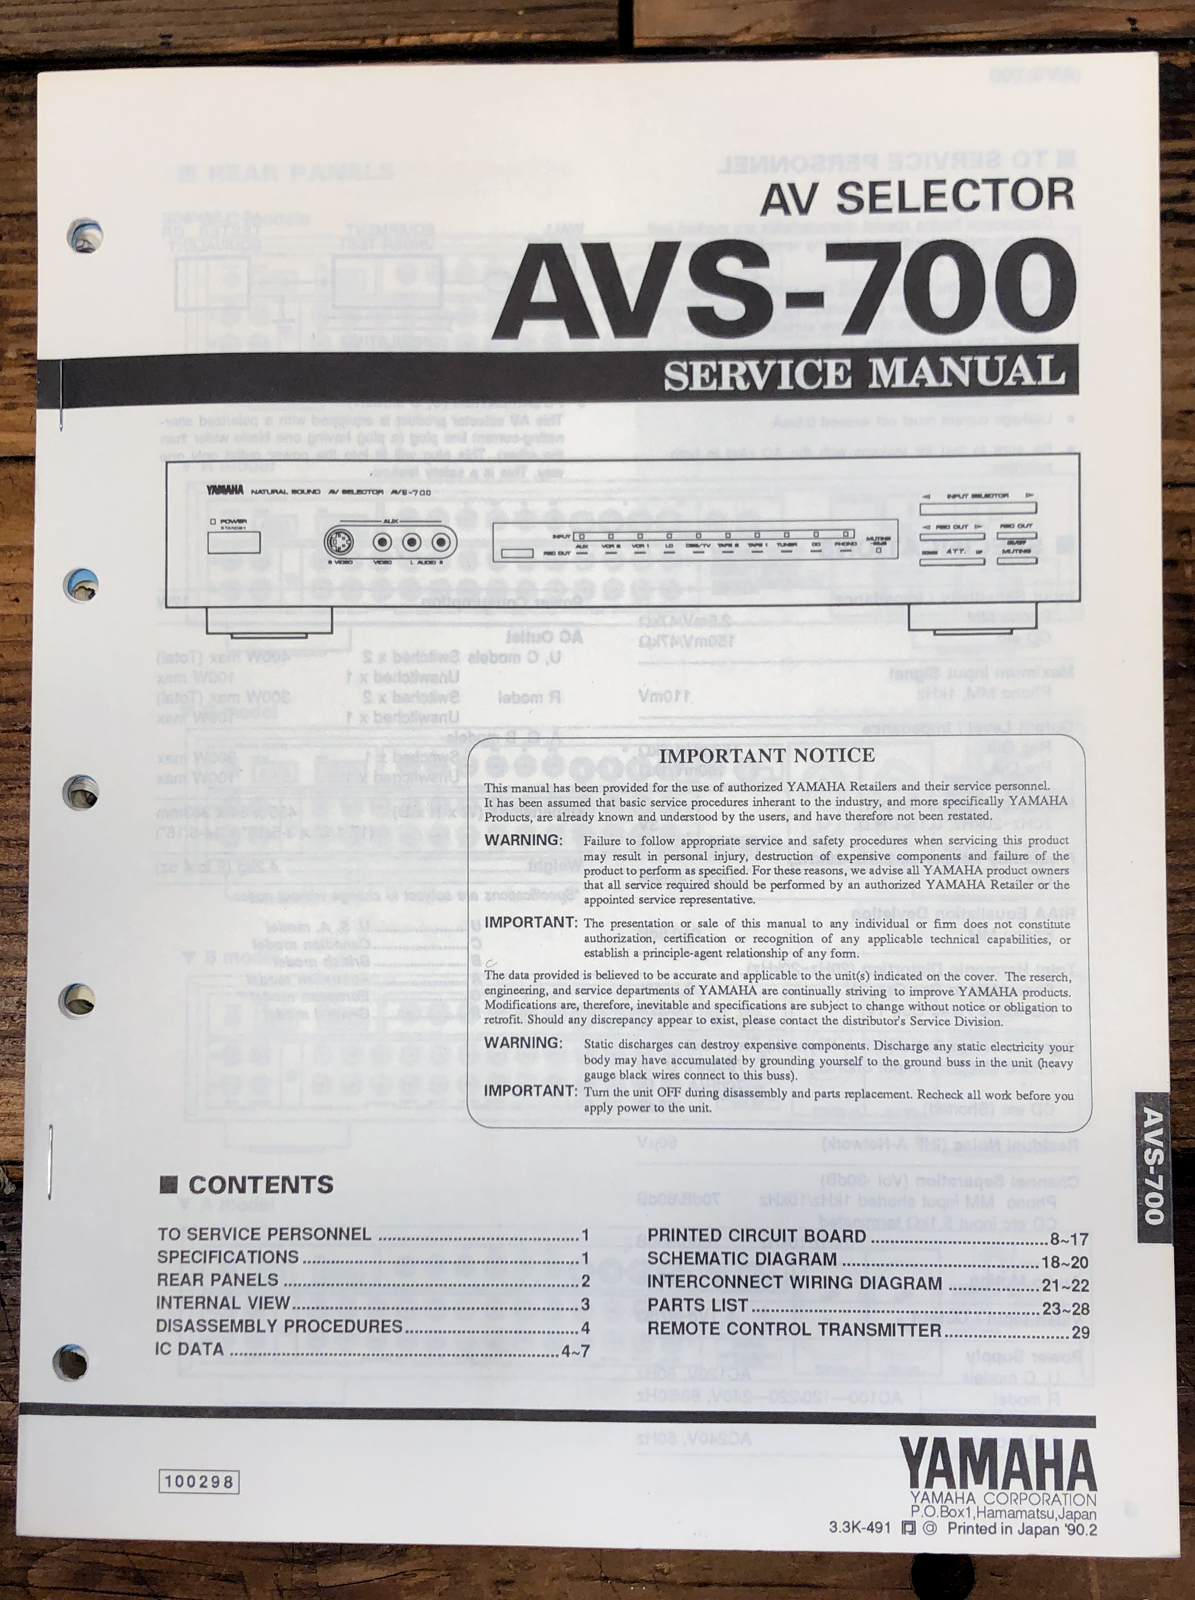 AV SELECTOR
AVS-700
SERVICE MANUAL
YAMAHA NATURAL SOUND AV SELECTOR AVS-700
POWER
STANDBY
AUX
S VIDEO VIDEO L AUDIO R
INPUT
AUX VCR 2 VCR 1 LD DBS/TV TAPE 2 TAPE 1 TUNER CD PHONO
REC OUT
MUTING
INPUT SELECTOR
REC OUT REC OUT
ON/OFF
DOWN ATT. UP MUTING
IMPORTANT NOTICE
This manual has been provided for the use of authorized YAMAHA Retailers and their service personnel.
It has been assumed that basic service procedures inherant to the industry, and more specifically YAMAHA
Products, are already known and understood by the users, and have therefore not been restated.
WARNING: Failure to follow appropriate service and safety procedures when servicing this product
may result in personal injury, destruction of expensive components and failure of the
product to perform as specified. For these reasons, we advise all YAMAHA product owners
that all service required should be performed by an authorized YAMAHA Retailer or the
appointed service representative.
IMPORTANT: The presentation or sale of this manual to any individual or firm does not constitute
authorization, certification or recognition of any applicable technical capabilities, or
establish a principle-agent relationship of any form.
The data provided is believed to be accurate and applicable to the unit(s) indicated on the cover. The reserch,
engineering, and service departments of YAMAHA are continually striving to improve YAMAHA products.
Modifications are, therefore, inevitable and specifications are subject to change without notice or obligation to
retrofit. Should any discrepancy appear to exist, please contact the distributor's Service Division.
WARNING: Static discharges can destroy expensive components. Discharge any static electricity your
body may have accumulated by grounding yourself to the ground buss in the unit (heavy
gauge black wires connect to this buss).
IMPORTANT: Turn the unit OFF during disassembly and parts replacement. Recheck all work before you
apply power to the unit.
AVS-700
■ CONTENTS
TO SERVICE PERSONNEL ........ 1
SPECIFICATIONS ........ 1
REAR PANELS ........ 2
INTERNAL VIEW ........ 3
DISASSEMBLY PROCEDURES ........ 4
IC DATA ........ 4~7
PRINTED CIRCUIT BOARD ........ 8~17
SCHEMATIC DIAGRAM ........ 18~20
INTERCONNECT WIRING DIAGRAM ........ 21~22
PARTS LIST ........ 23~28
REMOTE CONTROL TRANSMITTER ........ 29
100298
YAMAHA
YAMAHA CORPORATION
P.O.Box1,Hamamatsu,Japan
3.3K-491 @ Printed in Japan '90.2